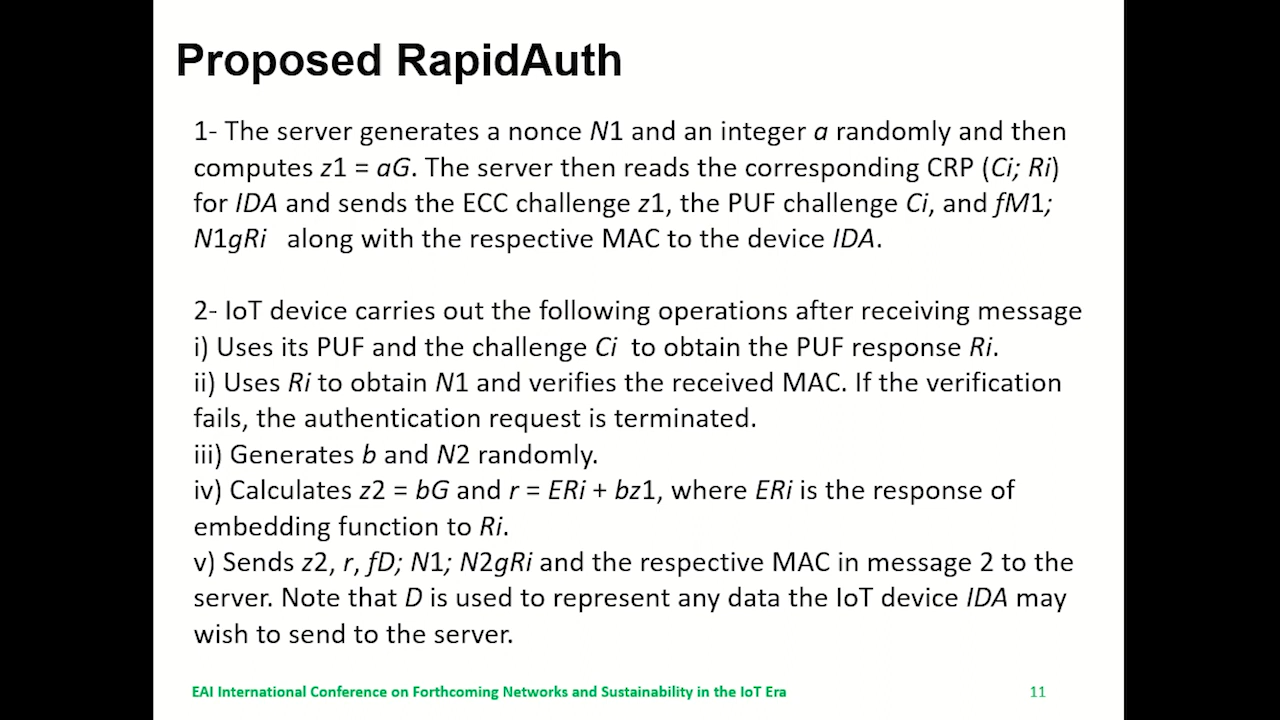 Proposed RapidAuth
1- The server generates a nonce N1 and an integer a randomly and then
computes z1 = aG. The server then reads the corresponding CRP (Ci; Ri)
for IDA and sends the ECC challenge z1, the PUF challenge Ci, and fM1;
N1gRi along with the respective MAC to the device IDA.
2- IoT device carries out the following operations after receiving message
i) Uses its PUF and the challenge Ci to obtain the PUF response Ri.
ii) Uses Ri to obtain N1 and verifies the received MAC. If the verification
fails, the authentication request is terminated.
iii) Generates b and N2 randomly.
iv) Calculates z2 = bG and r = ERi + bz1, where ERi is the response of
embedding function to Ri.
v) Sends z2, r, fD; N1; N2gRi and the respective MAC in message 2 to the
server. Note that D is used to represent any data the IoT device IDA may
wish to send to the server.
EAI International Conference on Forthcoming Networks and Sustainability in the IoT Era
11